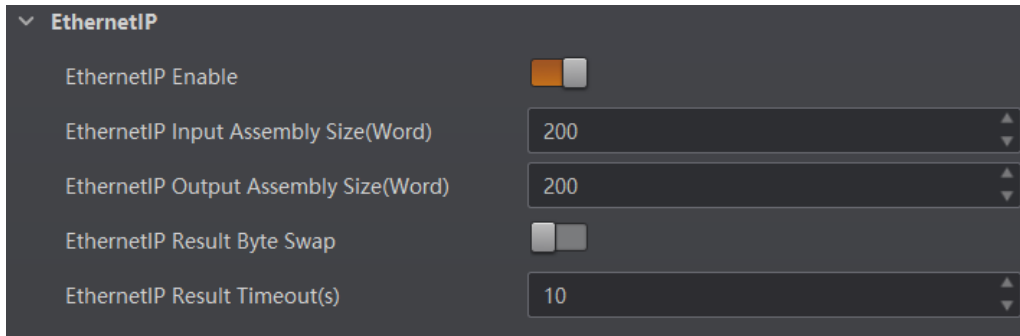 EthernetIP
EthernetIP Enable
EthernetIP Input Assembly Size(Word) 200
EthernetIP Output Assembly Size(Word) 200
EthernetIP Result Byte Swap
EthernetIP Result Timeout(s) 10